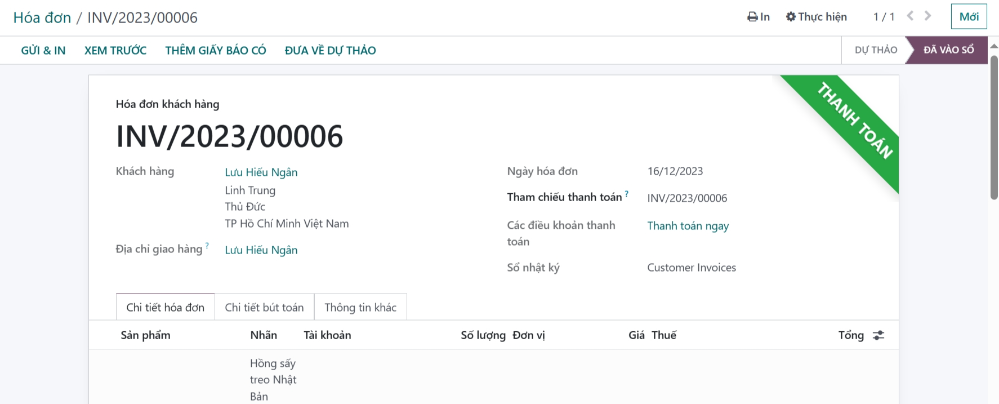 Hóa đơn / INV/2023/00006
In Thực hiện 1 / 1 Mới
GỬI & IN XEM TRƯỚC THÊM GIẤY BÁO CÓ ĐƯA VỀ DỰ THẢO DỰ THẢO ĐÃ VÀO SỔ
THANH TOÁN
Hóa đơn khách hàng
INV/2023/00006
Khách hàng Lưu Hiếu Ngân
Linh Trung
Thủ Đức
TP Hồ Chí Minh Việt Nam
Địa chỉ giao hàng ? Lưu Hiếu Ngân
Ngày hóa đơn 16/12/2023
Tham chiếu thanh toán ? INV/2023/00006
Các điều khoản thanh toán Thanh toán ngay
Sổ nhật ký Customer Invoices
Chi tiết hóa đơn Chi tiết bút toán Thông tin khác
Sản phẩm Nhãn Tài khoản Số lượng Đơn vị Giá Thuế Tổng
Hồng sấy
treo Nhật
Bản